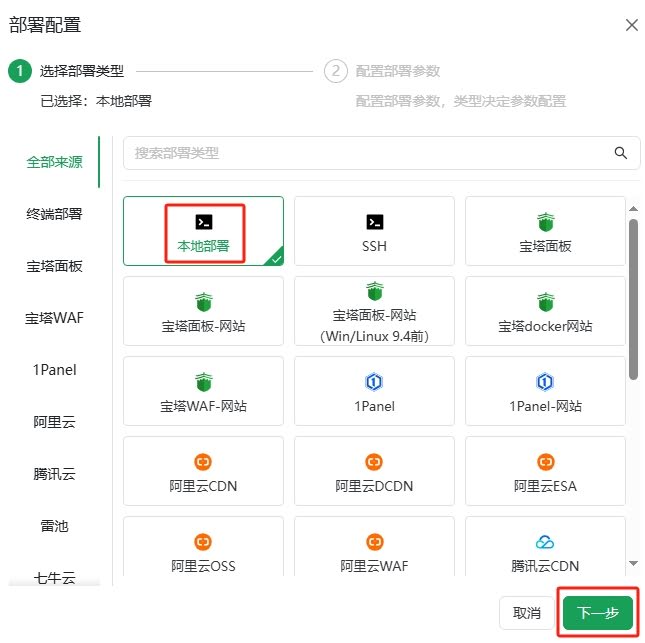 部署配置
1 选择部署类型
已选择：本地部署
2 配置部署参数
配置部署参数，类型决定参数配置
全部来源
终端部署
宝塔面板
宝塔WAF
1Panel
阿里云
腾讯云
雷池
七牛云
搜索部署类型
本地部署
SSH
宝塔面板
宝塔面板-网站
宝塔面板-网站
（Win/Linux 9.4前）
宝塔docker网站
宝塔WAF-网站
1Panel
1Panel-网站
阿里云CDN
阿里云DCDN
阿里云ESA
阿里云OSS
阿里云WAF
腾讯云CDN
取消
下一步